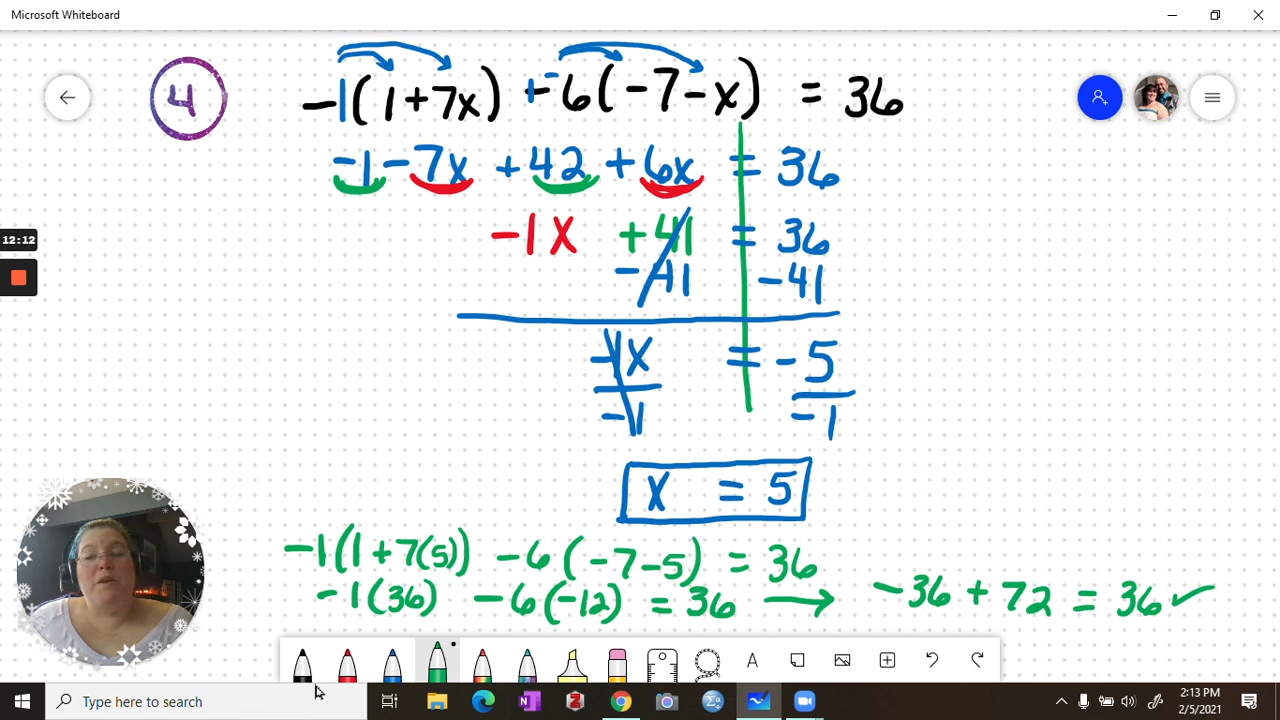 Microsoft Whiteboard
4
-1(1+7x) +-6(-7-x) = 36
-1-7x +42 +6x = 36
-1x +41 = 36
-41 -41
-1x = -5
-1 -1
x = 5
-1(1+7(5)) -6(-7-5) = 36
-1(36) -6(-12) = 36 → -36 + 72 = 36 ✓
12:12
A
Type here to search
2:13 PM
2/5/2021